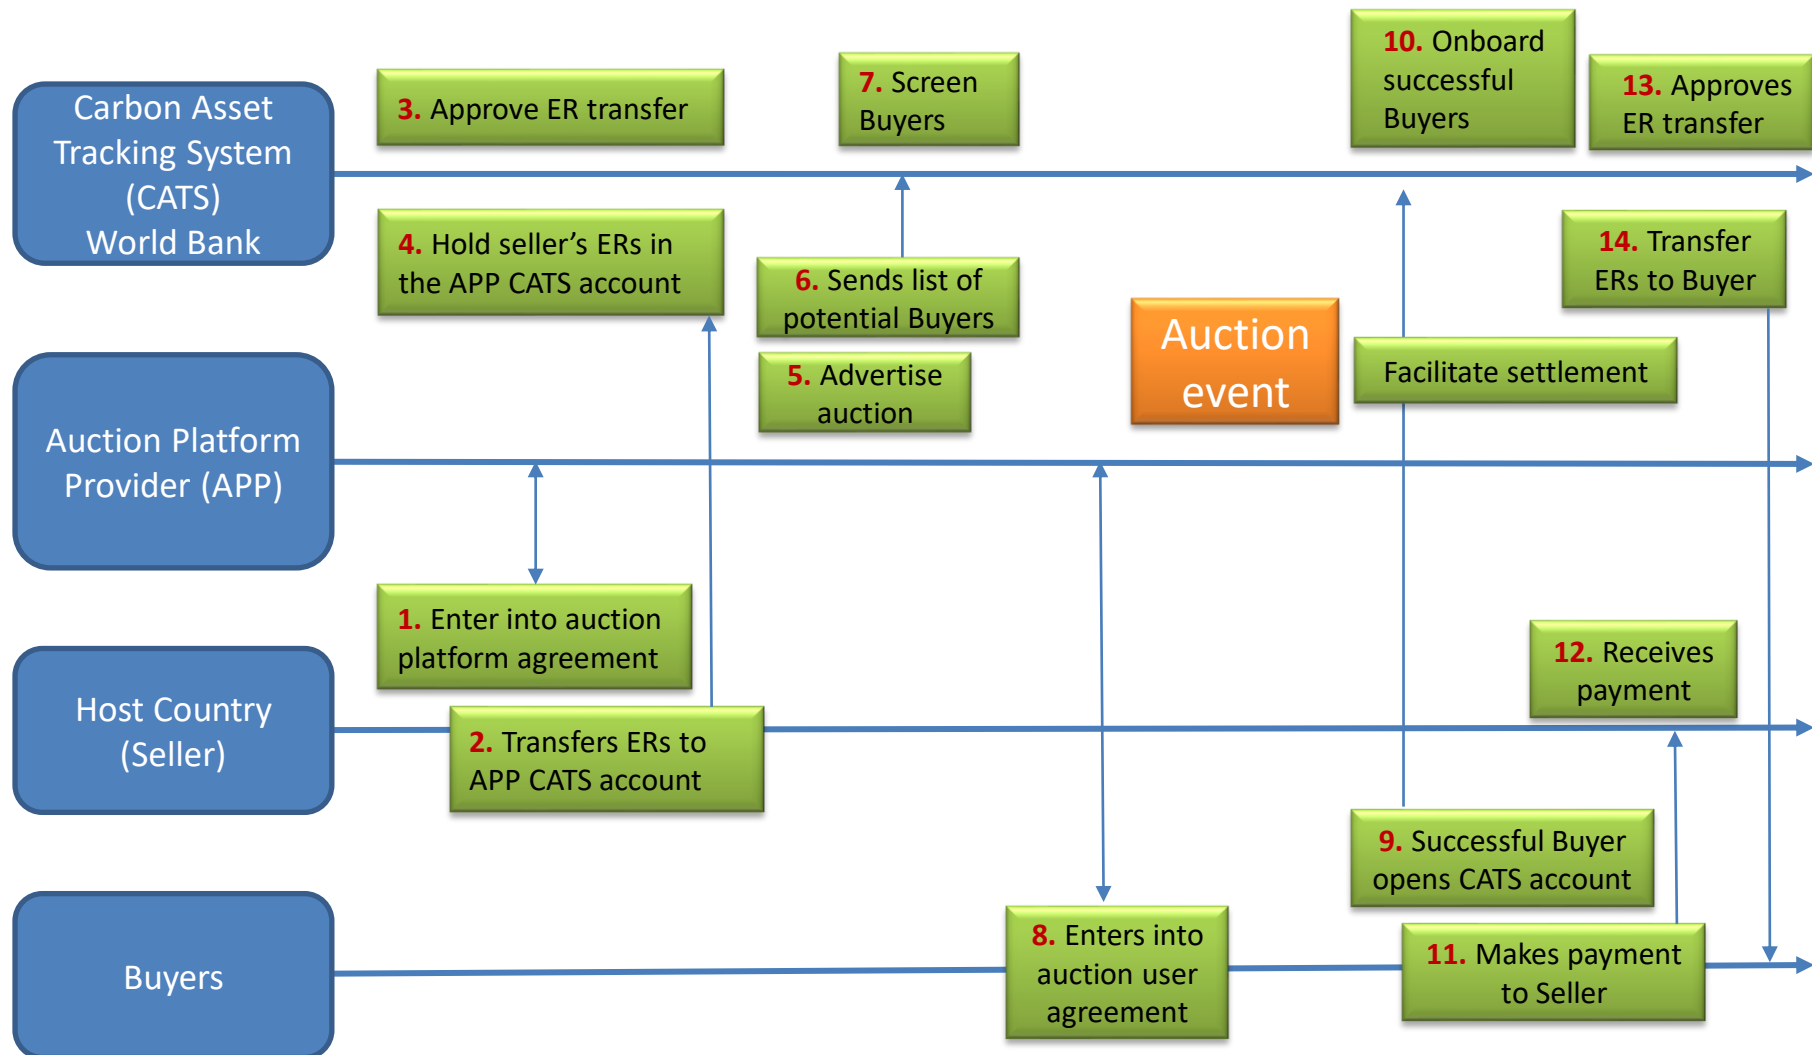 Carbon Asset
Tracking System
(CATS)
World Bank
3. Approve ER transfer
7. Screen
Buyers
10. Onboard
successful
Buyers
13. Approves
ER transfer
4. Hold seller’s ERs in
the APP CATS account
6. Sends list of
potential Buyers
5. Advertise
auction
Auction
event
14. Transfer
ERs to Buyer
Facilitate settlement
Auction Platform
Provider (APP)
1. Enter into auction
platform agreement
Host Country
(Seller)
2. Transfers ERs to
APP CATS account
12. Receives
payment
9. Successful Buyer
opens CATS account
Buyers
8. Enters into
auction user
agreement
11. Makes payment
to Seller